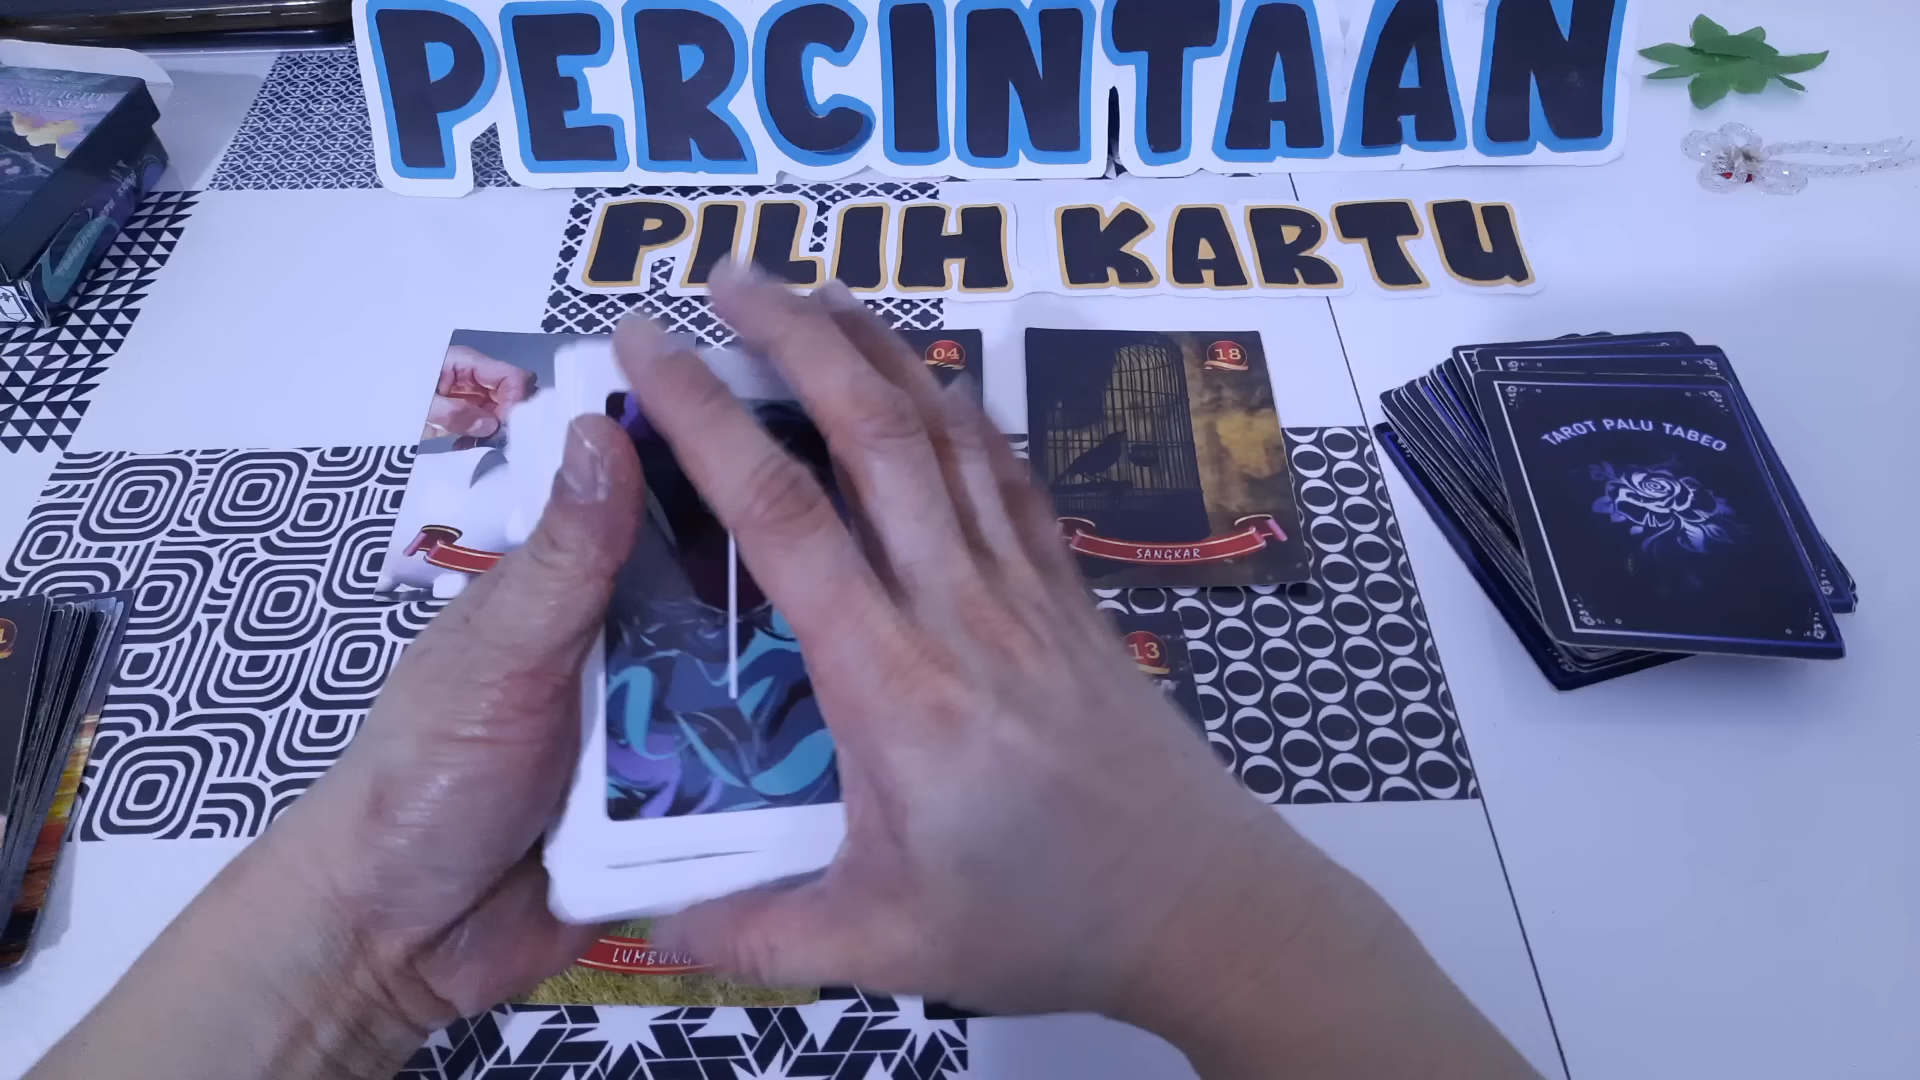 PERCINTAAN
PILIH KARTU
04
18
TAROT PALU TABEO
SANGKAR
13
LUMBUNG